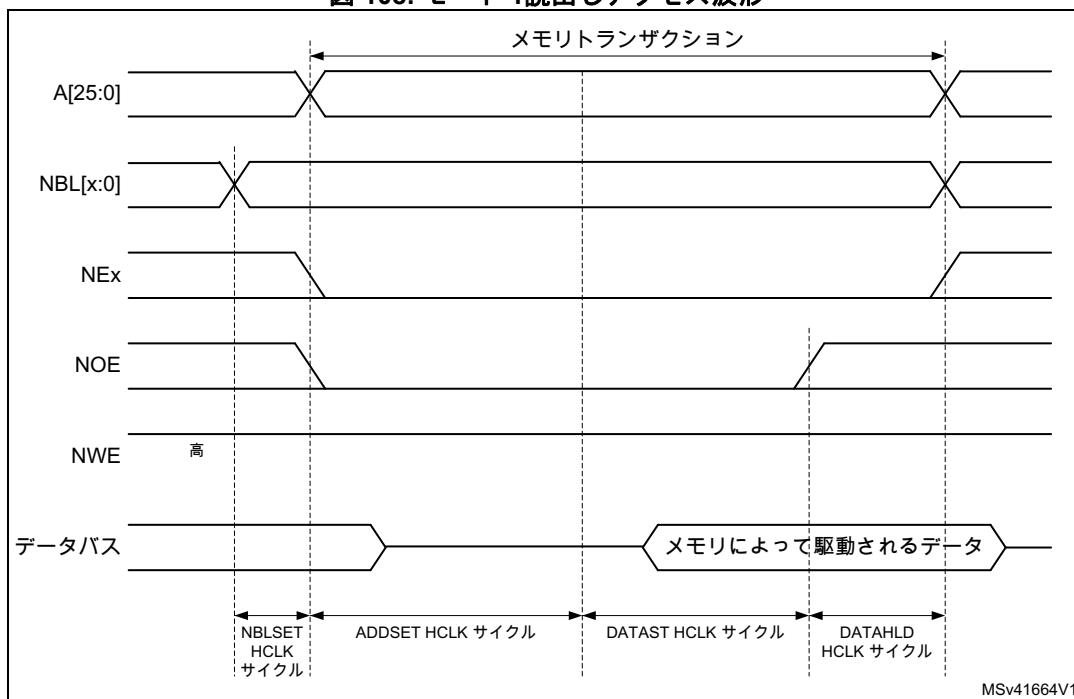 メモリトランザクション
A[25:0]
NBL[x:0]
NEx
NOE
NWE
高
データバス
メモリによって駆動されるデータ
NBLSET
HCLK
サイクル
ADDSET HCLK サイクル
DATAST HCLK サイクル
DATAHLD
HCLK サイクル
MSv41664V1